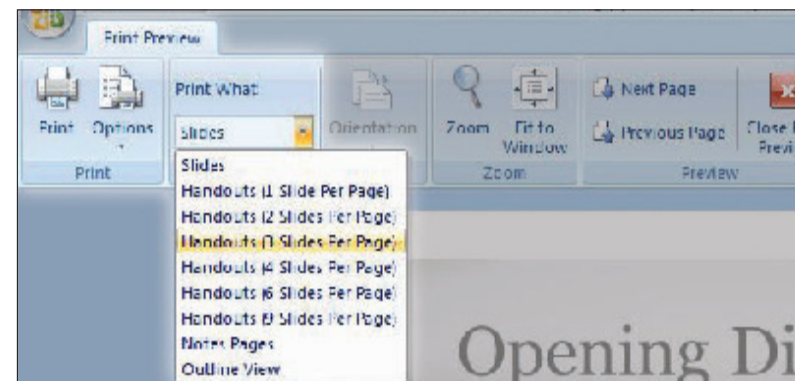 Print Preview
Print What:
Print Options Slides Orientation Zoom Fit to Window
Next Page
Previous Page
Close
Print Zoom Preview
Slides
Handouts (1 Slide Per Page)
Handouts (2 Slides Per Page)
Handouts (3 Slides Per Page)
Handouts (4 Slides Per Page)
Handouts (6 Slides Per Page)
Handouts (9 Slides Per Page)
Notes Pages
Outline View
Opening Di